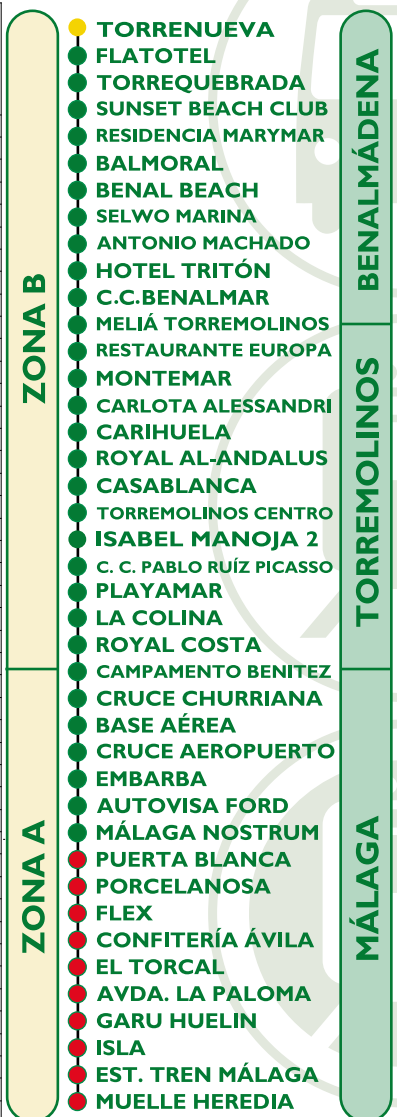 TORRENUEVA
FLATOTEL
TORREQUEBRADA
SUNSET BEACH CLUB
RESIDENCIA MARYMAR
BALMORAL
BENAL BEACH
SELWO MARINA
ANTONIO MACHADO
HOTEL TRITÓN
C.C.BENALMAR
MELIÁ TORREMOLINOS
RESTAURANTE EUROPA
MONTEMAR
CARLOTA ALESSANDRI
CARIHUELA
ROYAL AL-ANDALUS
CASABLANCA
TORREMOLINOS CENTRO
ISABEL MANOJA 2
C. C. PABLO RUÍZ PICASSO
PLAYAMAR
LA COLINA
ROYAL COSTA
CAMPAMENTO BENITEZ
CRUCE CHURRIANA
BASE AÉREA
CRUCE AEROPUERTO
EMBARBA
AUTOVISA FORD
MÁLAGA NOSTRUM
PUERTA BLANCA
PORCELANOSA
FLEX
CONFITERÍA ÁVILA
EL TORCAL
AVDA. LA PALOMA
GARU HUELIN
ISLA
EST. TREN MÁLAGA
MUELLE HEREDIA
ZONA B
ZONA A
BENALMÁDENA
TORREMOLINOS
MÁLAGA